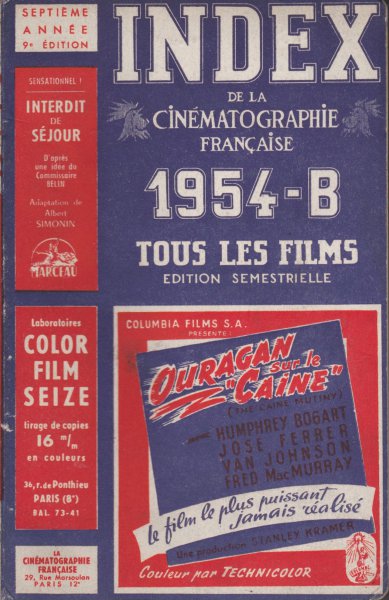 SEPTIÈME
ANNÉE
9e ÉDITION
INDEX
DE LA
CINÉMATOGRAPHIE
FRANÇAISE
1954-B
TOUS LES FILMS
EDITION SEMESTRIELLE
SENSATIONNEL !
INTERDIT
DE
SÉJOUR
D'après
une idée du
Commissaire
BELIN
Adaptation de
Albert
SIMONIN
MARCEAU
Laboratoires
COLOR
FILM
SEIZE
tirage de copies
16 m/m
en couleurs
36, r. de Ponthieu
PARIS (8e)
BAL. 73-41
LA
CINÉMATOGRAPHIE
FRANÇAISE
29, Rue Marsoulan
PARIS 12e
COLUMBIA FILMS S.A.
PRÉSENTE :
OURAGAN
sur le
"CAINE"
(THE CAINE MUTINY)
HUMPHREY BOGART
JOSE FERRER
VAN JOHNSON
FRED MacMURRAY
le film le plus puissant
jamais réalisé
Une production STANLEY KRAMER
Couleur par TECHNICOLOR